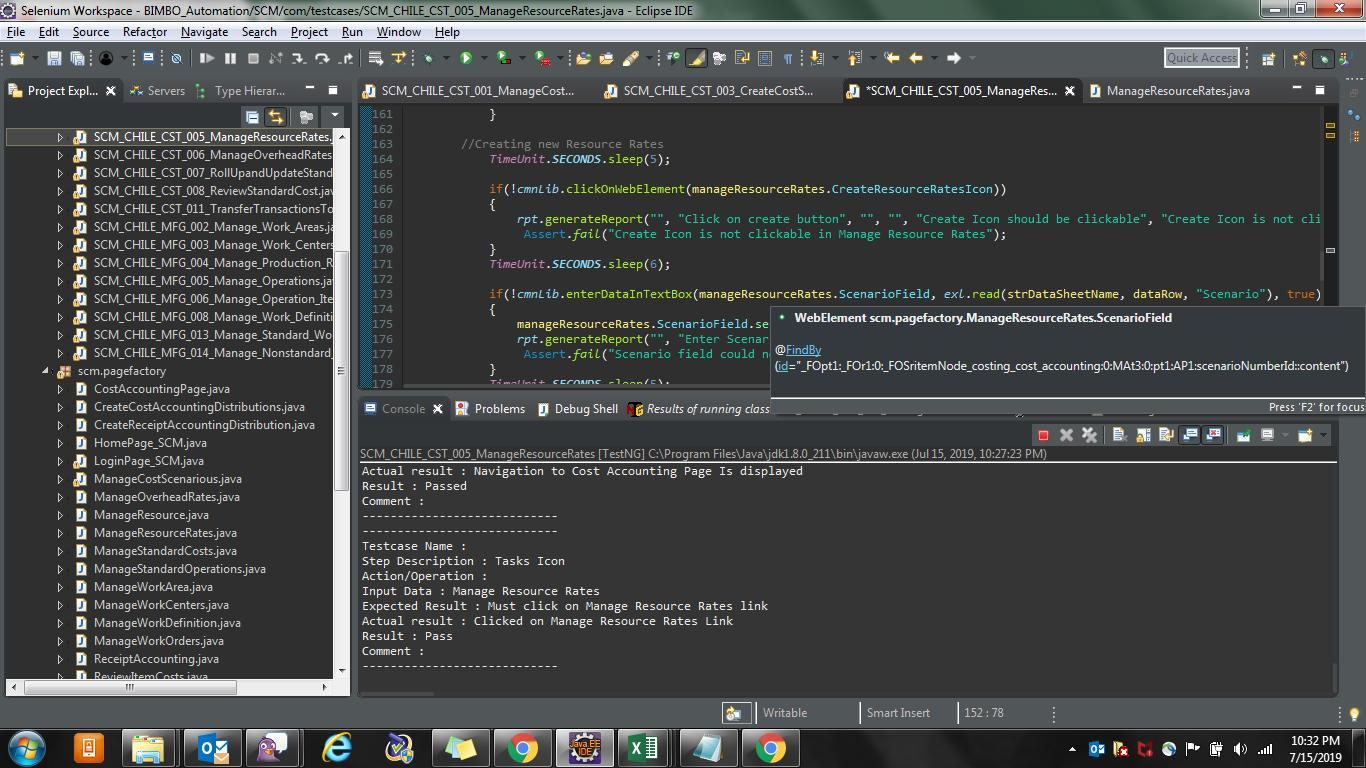 Selenium Workspace - BIMBO_Automation/SCM/com/testcases/SCM_CHILE_CST_005_ManageResourceRates.java - Eclipse IDE
File Edit Source Refactor Navigate Search Project Run Window Help
Quick Access
Project Expl... Servers Type Hierar...
SCM_CHILE_CST_005_ManageResourceRates.
SCM_CHILE_CST_006_ManageOverheadRates
SCM_CHILE_CST_007_RollUpandUpdateStand
SCM_CHILE_CST_008_ReviewStandardCost.jav
SCM_CHILE_CST_011_TransferTransactionsTo
SCM_CHILE_MFG_002_Manage_Work_Areas.ja
SCM_CHILE_MFG_003_Manage_Work_Centers
SCM_CHILE_MFG_004_Manage_Production_R
SCM_CHILE_MFG_005_Manage_Operations.jav
SCM_CHILE_MFG_006_Manage_Operation_Ite
SCM_CHILE_MFG_008_Manage_Work_Definiti
SCM_CHILE_MFG_013_Manage_Standard_Wo
SCM_CHILE_MFG_014_Manage_Nonstandard_
scm.pagefactory
CostAccountingPage.java
CreateCostAccountingDistributions.java
CreateReceiptAccountingDistribution.java
HomePage_SCM.java
LoginPage_SCM.java
ManageCostScenarious.java
ManageOverheadRates.java
ManageResource.java
ManageResourceRates.java
ManageStandardCosts.java
ManageStandardOperations.java
ManageWorkArea.java
ManageWorkCenters.java
ManageWorkDefinition.java
ManageWorkOrders.java
ReceiptAccounting.java
ReviewItemCosts.java
SCM_CHILE_CST_001_ManageCost... SCM_CHILE_CST_003_CreateCostS... *SCM_CHILE_CST_005_ManageRes... ManageResourceRates.java
161 }
162
163 //Creating new Resource Rates
164 TimeUnit.SECONDS.sleep(5);
165
166 if(!cmnLib.clickOnWebElement(manageResourceRates.CreateResourceRatesIcon))
167 {
168 rpt.generateReport("", "Click on create button", "", "", "Create Icon should be clickable", "Create Icon is not cli
169 Assert.fail("Create Icon is not clickable in Manage Resource Rates");
170 }
171 TimeUnit.SECONDS.sleep(6);
172
173 if(!cmnLib.enterDataInTextBox(manageResourceRates.ScenarioField, exl.read(strDataSheetName, dataRow, "Scenario"), true)
174 {
175 manageResourceRates.ScenarioField.se
176 rpt.generateReport("", "Enter Scenar
177 Assert.fail("Scenario field could no
178 }
179 TimeUnit.SECONDS.sleep(5);
WebElement scm.pagefactory.ManageResourceRates.ScenarioField
@FindBy
(id="_FOpt1:_FOr1:0:_FOSritemNode_costing_cost_accounting:0:MAt3:0:pt1:AP1:scenarioNumberId::content")
Press 'F2' for focus
Console Problems Debug Shell Results of running class
SCM_CHILE_CST_005_ManageResourceRates [TestNG] C:\Program Files\Java\jdk1.8.0_211\bin\javaw.exe (Jul 15, 2019, 10:27:23 PM)
Actual result : Navigation to Cost Accounting Page Is displayed
Result : Passed
Comment :
----------------------------
----------------------------
Testcase Name :
Step Description : Tasks Icon
Action/Operation :
Input Data : Manage Resource Rates
Expected Result : Must click on Manage Resource Rates link
Actual result : Clicked on Manage Resource Rates Link
Result : Pass
Comment :
----------------------------
Writable Smart Insert 152 : 78
Java EE
IDE
10:32 PM
7/15/2019